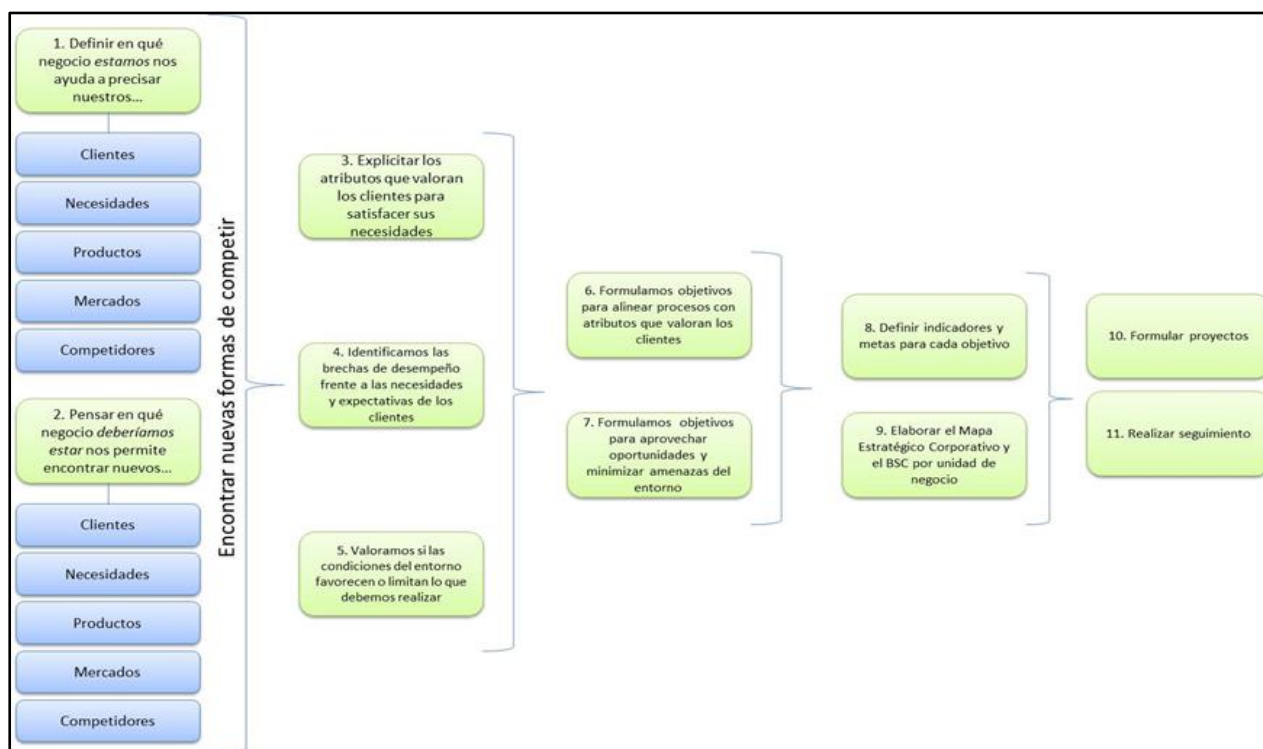 1. Definir en qué
negocio estamos nos
ayuda a precisar
nuestros...
Clientes
Necesidades
Productos
Mercados
Competidores
2. Pensar en qué
negocio deberíamos
estar nos permite
encontrar nuevos...
Clientes
Necesidades
Productos
Mercados
Competidores
Encontrar nuevas formas de competir
3. Explicitar los
atributos que valoran
los clientes para
satisfacer sus
necesidades
4. Identificamos las
brechas de desempeño
frente a las necesidades
y expectativas de los
clientes
5. Valoramos si las
condiciones del entorno
favorecen o limitan lo que
debemos realizar
6. Formulamos objetivos
para alinear procesos con
atributos que valoran los
clientes
7. Formulamos objetivos
para aprovechar
oportunidades y
minimizar amenazas del
entorno
8. Definir indicadores y
metas para cada objetivo
9. Elaborar el Mapa
Estratégico Corporativo y
el BSC por unidad de
negocio
10. Formular proyectos
11. Realizar seguimiento